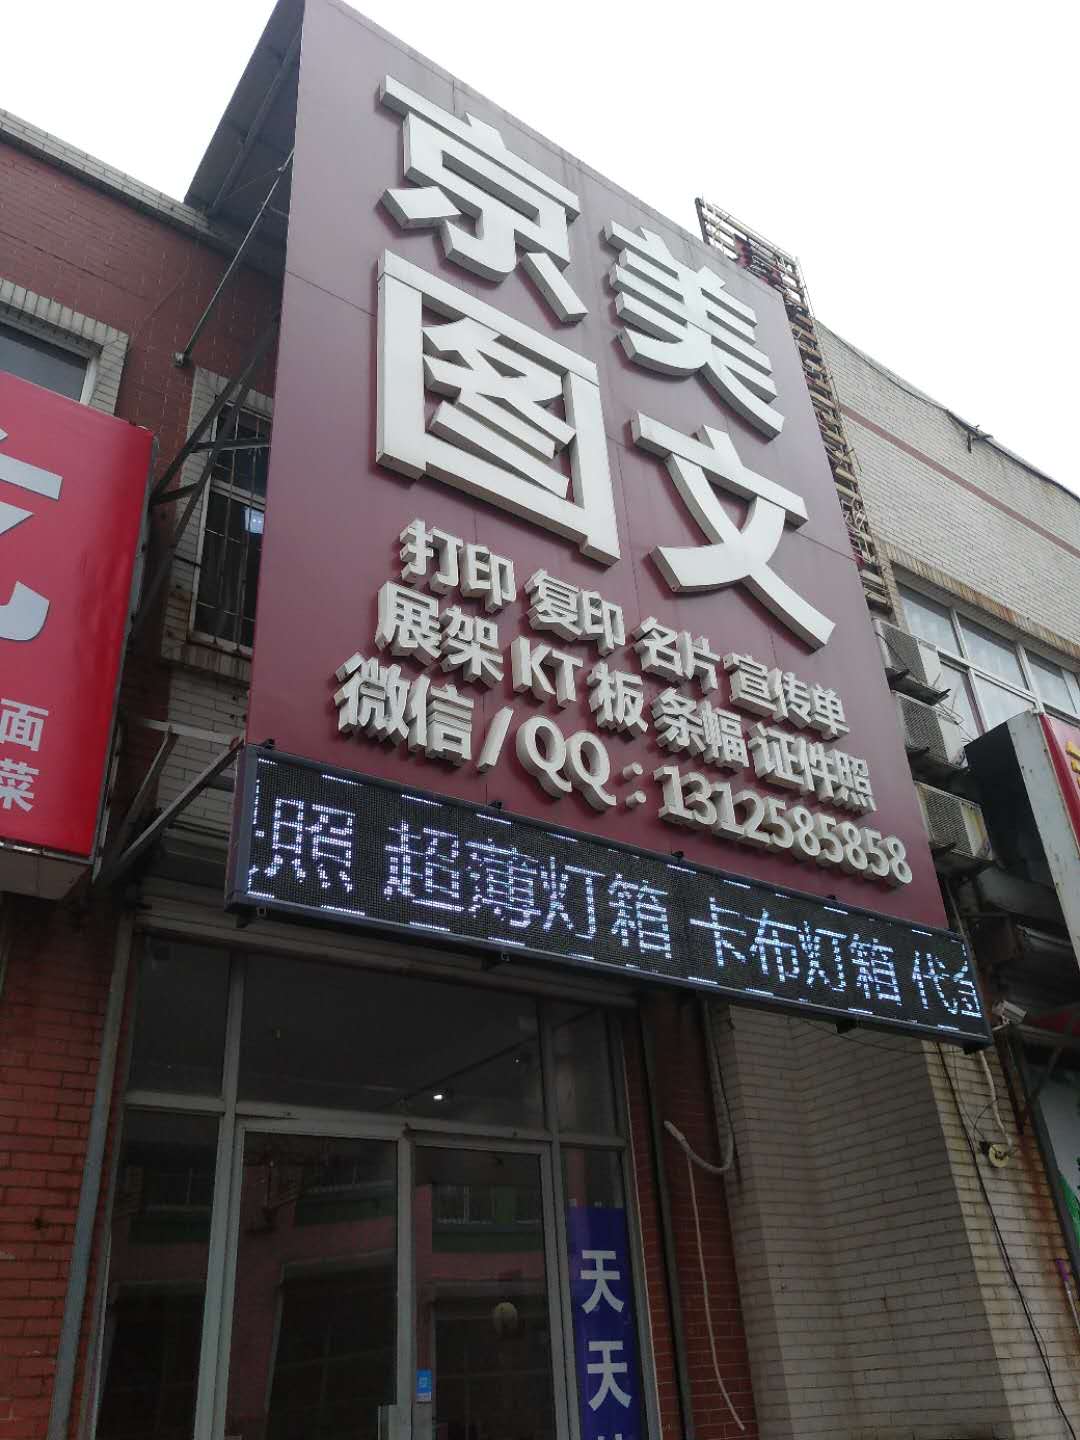 京美
图文
打印 复印 名片 宣传单
展架 KT板 条幅 证件照
微信/QQ:13125858858
照 超薄灯箱 卡布灯箱 代
面
菜
天天